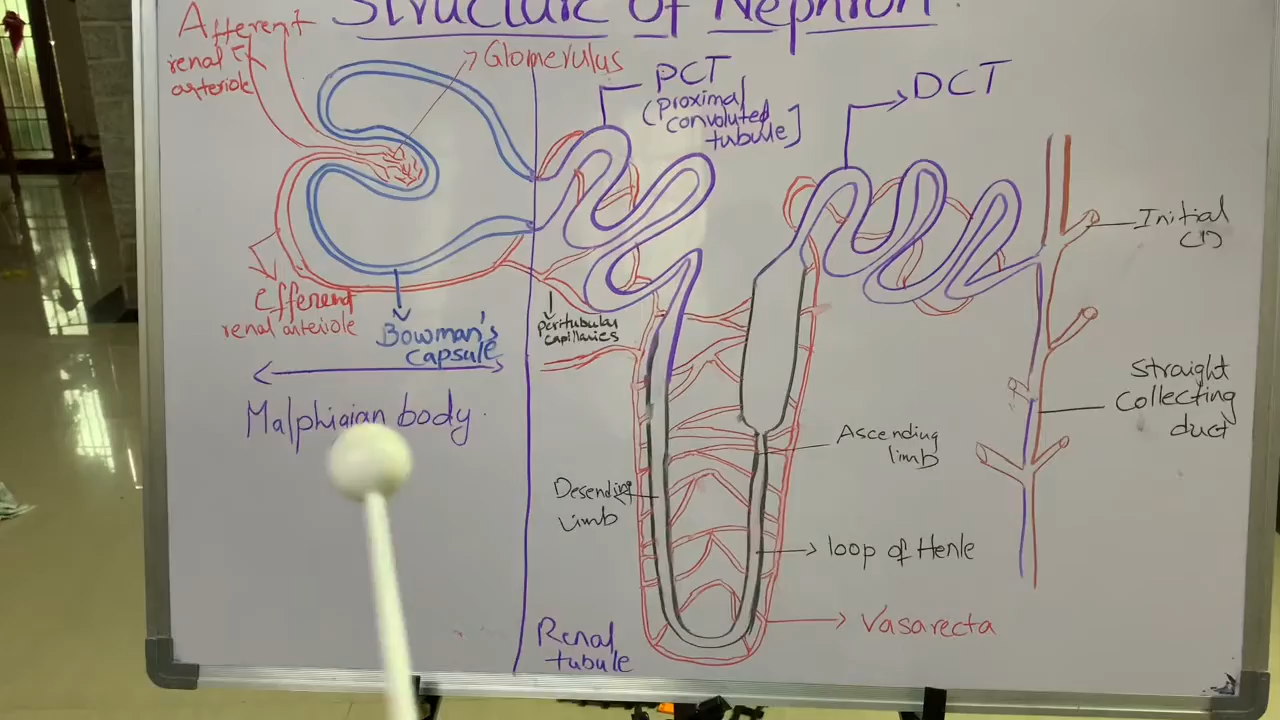 Structure of Nephron
Afferent
renal
arteriole
Glomerulus
PCT
(proximal
convoluted
tubule]
DCT
Initial
Efferent
renal arteriole
Bowman's
capsule
peritubular
capillaries
Malphigian body
Straight
collecting
duct
Ascending
limb
Desending
Limb
loop of Henle
Vasarecta
Renal
tubule